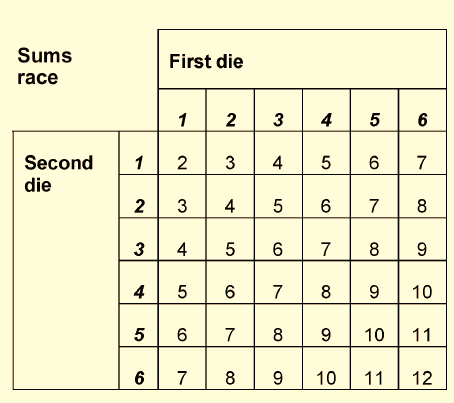 Sums
race
First die
1 2 3 4 5 6
Second
die
1 2 3 4 5 6 7
2 3 4 5 6 7 8
3 4 5 6 7 8 9
4 5 6 7 8 9 10
5 6 7 8 9 10 11
6 7 8 9 10 11 12